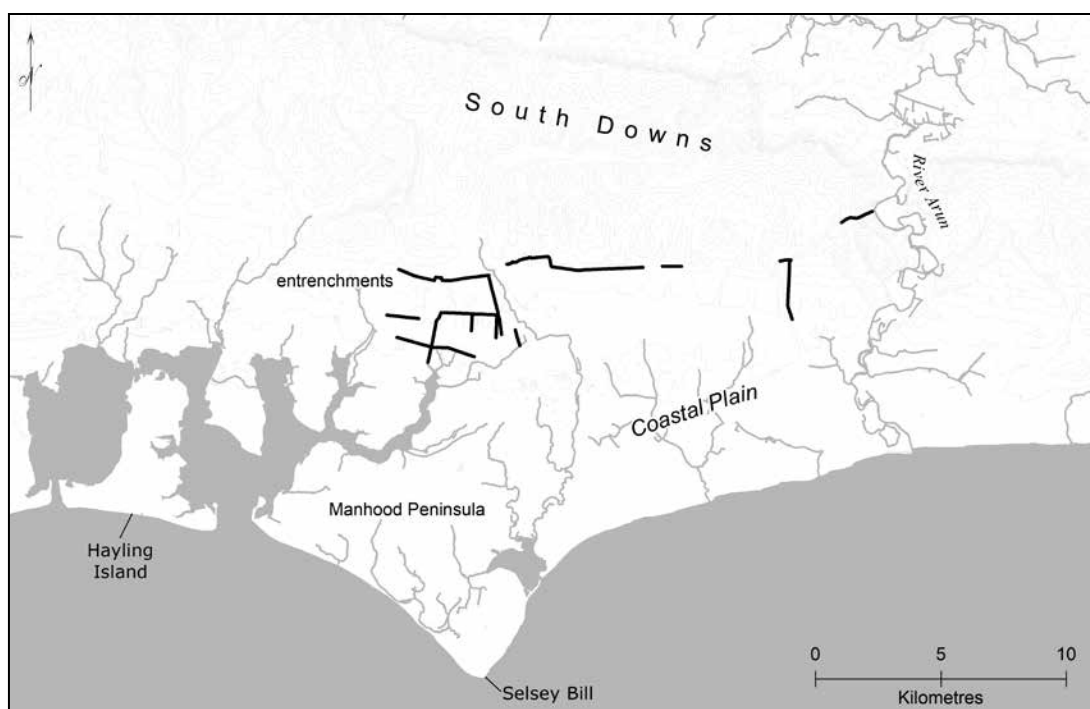 N
South Downs
River Arun
entrenchments
Coastal Plain
Manhood Peninsula
Hayling
Island
Selsey Bill
0 5 10
Kilometres